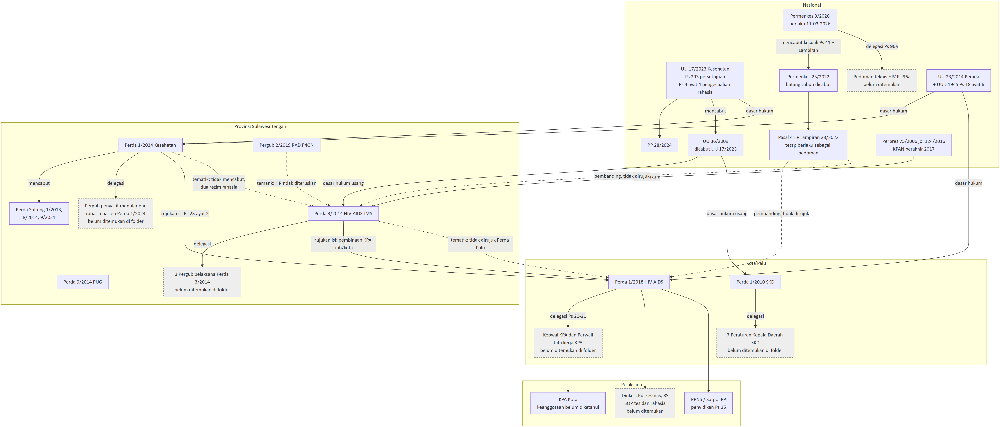 Nasional
Permenkes 3/2026
berlaku 11-03-2026
mencabut kecuali Ps 41 +
Lampiran
delegasi Ps 96a
UU 17/2023 Kesehatan
Ps 293 persetujuan
Ps 4 ayat 4 pengecualian
rahasia
Permenkes 23/2022
batang tubuh dicabut
Pedoman teknis HIV Ps 96a
belum ditemukan
UU 23/2014 Pemda
+ UUD 1945 Ps 18 ayat 6
mencabut
dasar hukum
dasar hukum
PP 28/2024
UU 36/2009
dicabut UU 17/2023
Pasal 41 + Lampiran 23/2022
tetap berlaku sebagai
pedoman
Perpres 75/2006 jo. 124/2016
KPAN berakhir 2017
Provinsi Sulawesi Tengah
Perda 1/2024 Kesehatan
Pergub 2/2019 RAD P4GN
mencabut
delegasi
tematik: tidak mencabut,
dua rezim rahasia
tematik: HR tidak diteruskan
dasar hukum usang
pembanding, tidak dirujuk
dasar hukum
Perda Sulteng 1/2013,
8/2014, 9/2021
Pergub penyakit menular dan
rahasia pasien Perda 1/2024
belum ditemukan di folder
rujukan isi Ps 23 ayat 2
Perda 3/2014 HIV-AIDS-IMS
dasar hukum usang
pembanding, tidak dirujuk
delegasi
rujukan isi: pembinaan KPA
kab/kota
tematik: tidak dirujuk Perda
Palu
Perda 9/2014 PUG
3 Pergub pelaksana Perda
3/2014
belum ditemukan di folder
Kota Palu
Perda 1/2018 HIV-AIDS
Perda 1/2010 SKD
delegasi Ps 20-21
delegasi
Kepwal KPA dan Perwali
tata kerja KPA
belum ditemukan di folder
7 Peraturan Kepala Daerah
SKD
belum ditemukan di folder
Pelaksana
KPA Kota
keanggotaan belum diketahui
Dinkes, Puskesmas, RS
SOP tes dan rahasia
belum ditemukan
PPNS / Satpol PP
penyidikan Ps 25